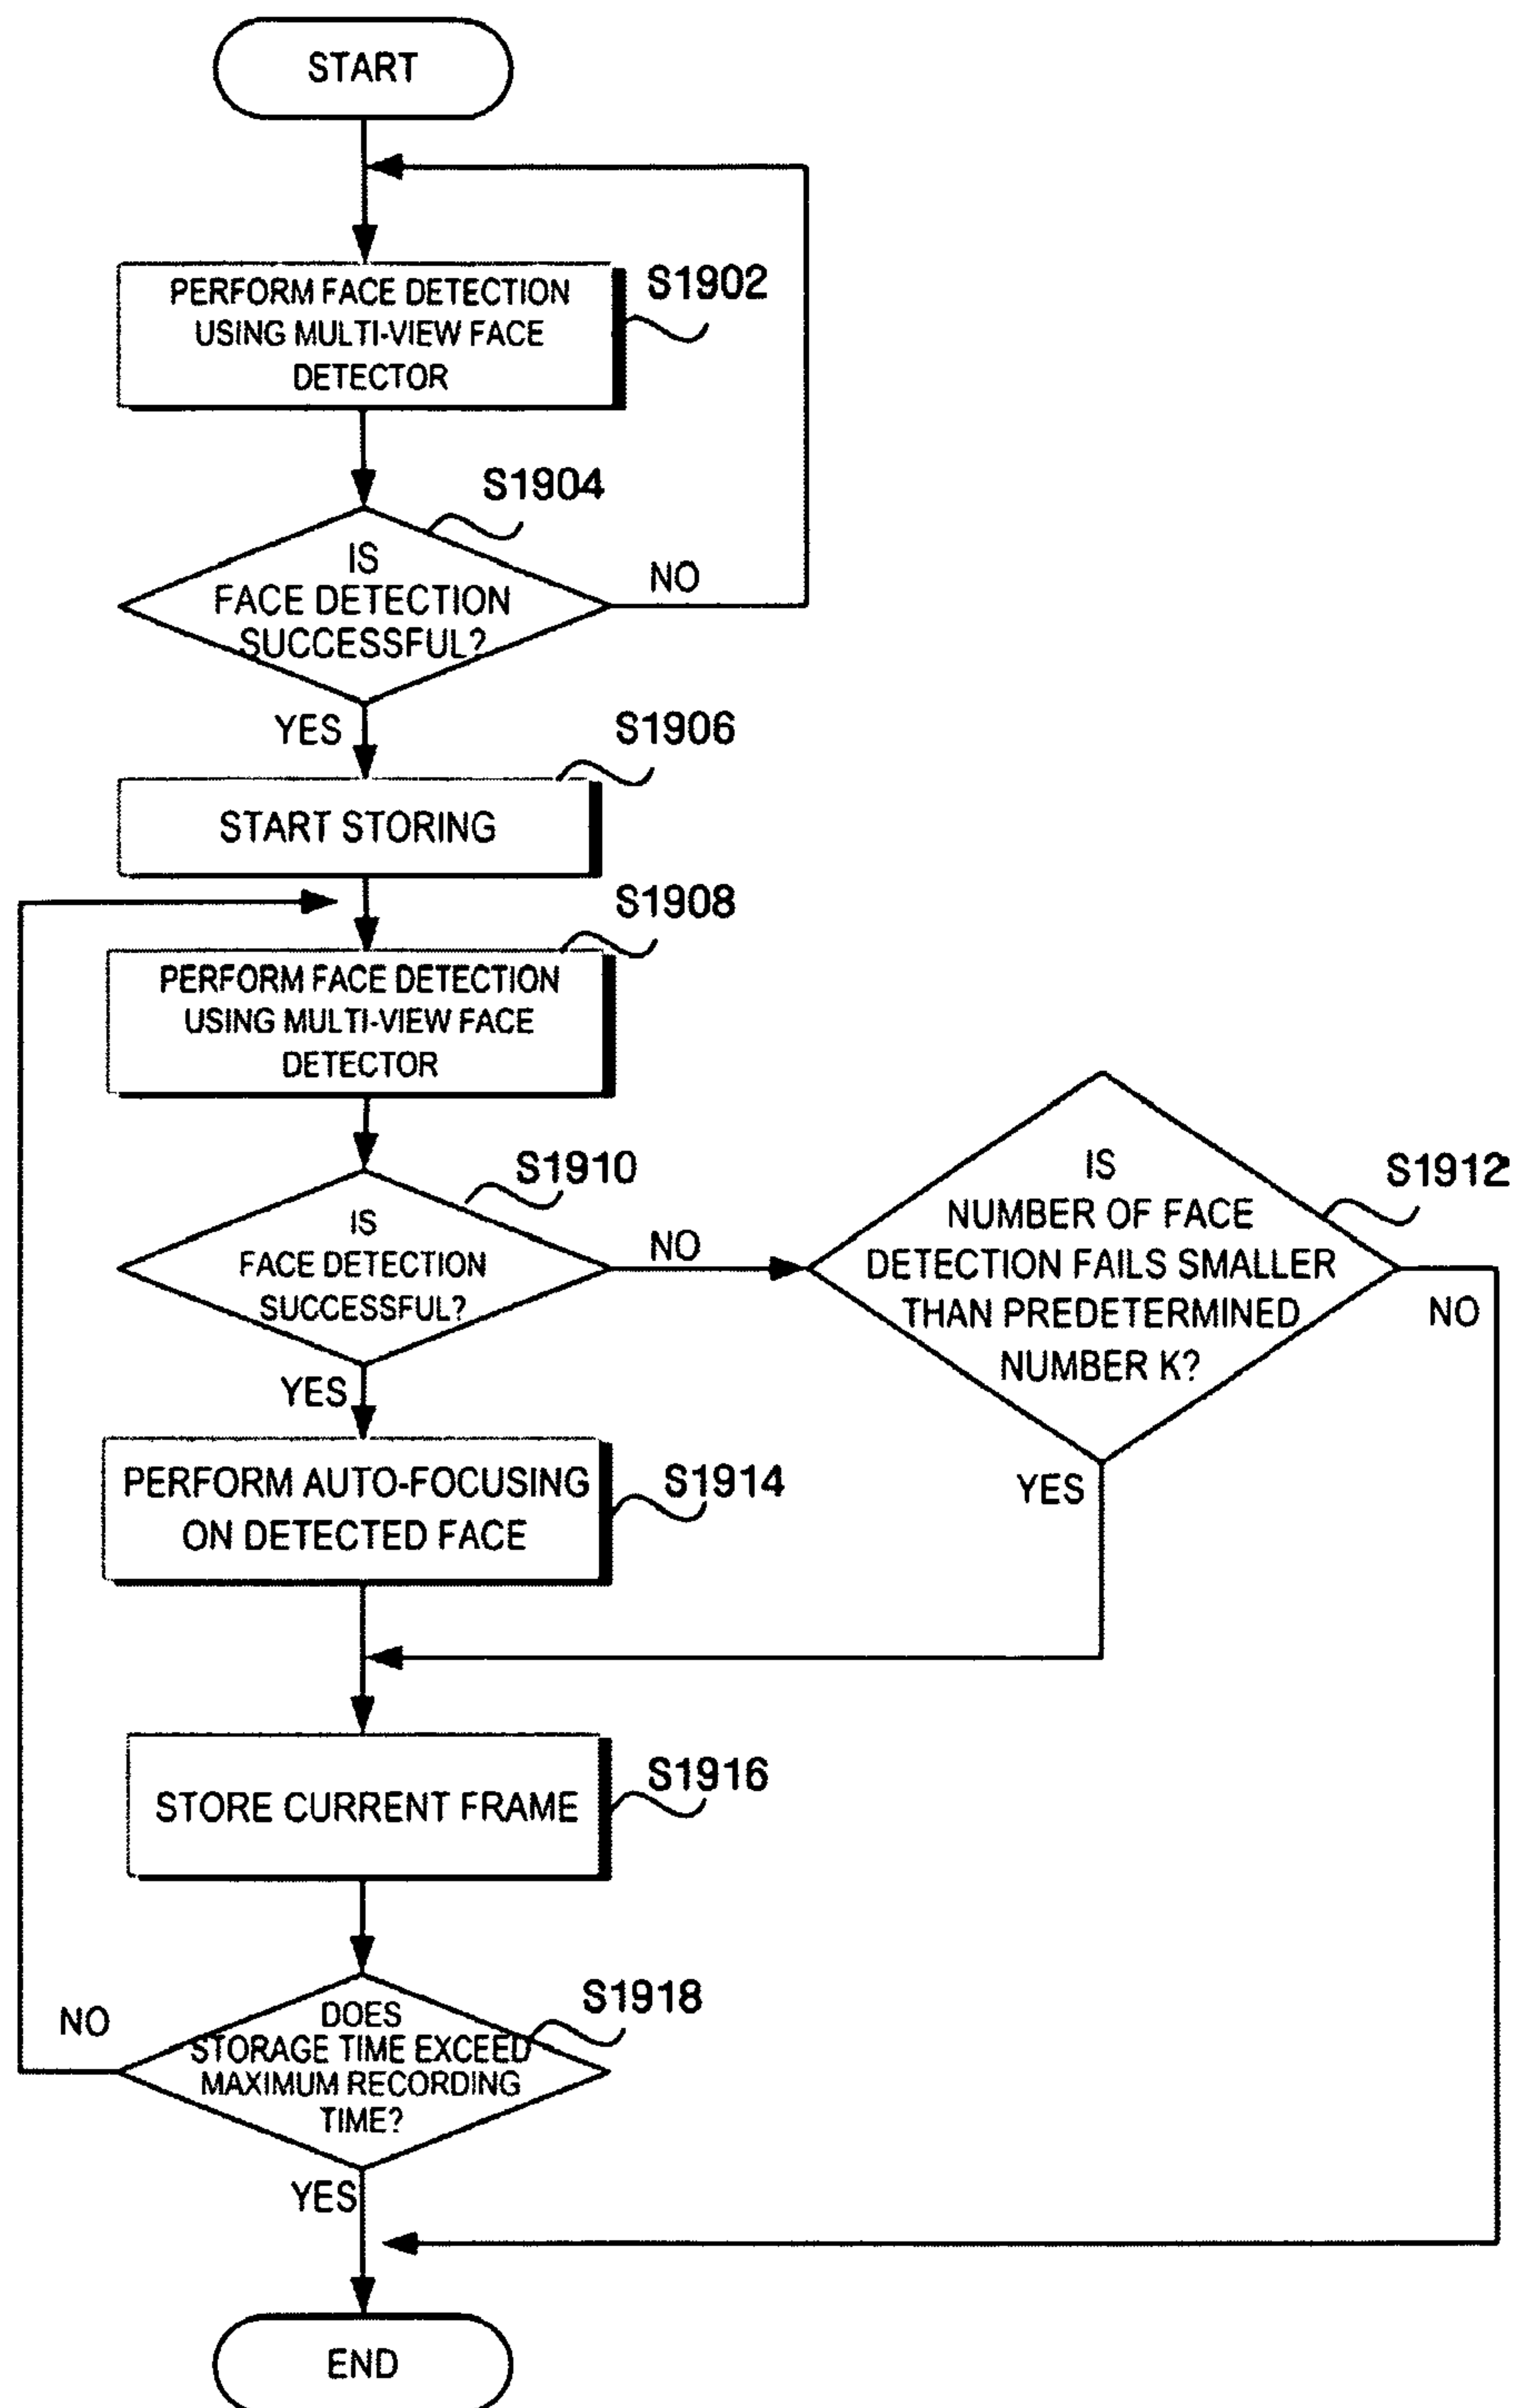 START
PERFORM FACE DETECTION
USING MULTI-VIEW FACE
DETECTOR
S1902
S1904
IS
FACE DETECTION
SUCCESSFUL?
NO
YES
S1906
START STORING
S1908
PERFORM FACE DETECTION
USING MULTI-VIEW FACE
DETECTOR
S1910
IS
FACE DETECTION
SUCCESSFUL?
NO
S1912
IS
NUMBER OF FACE
DETECTION FAILS SMALLER
THAN PREDETERMINED
NUMBER K?
NO
YES
YES
PERFORM AUTO-FOCUSING
ON DETECTED FACE
S1914
STORE CURRENT FRAME
S1916
S1918
DOES
STORAGE TIME EXCEED
MAXIMUM RECORDING
TIME?
NO
YES
END